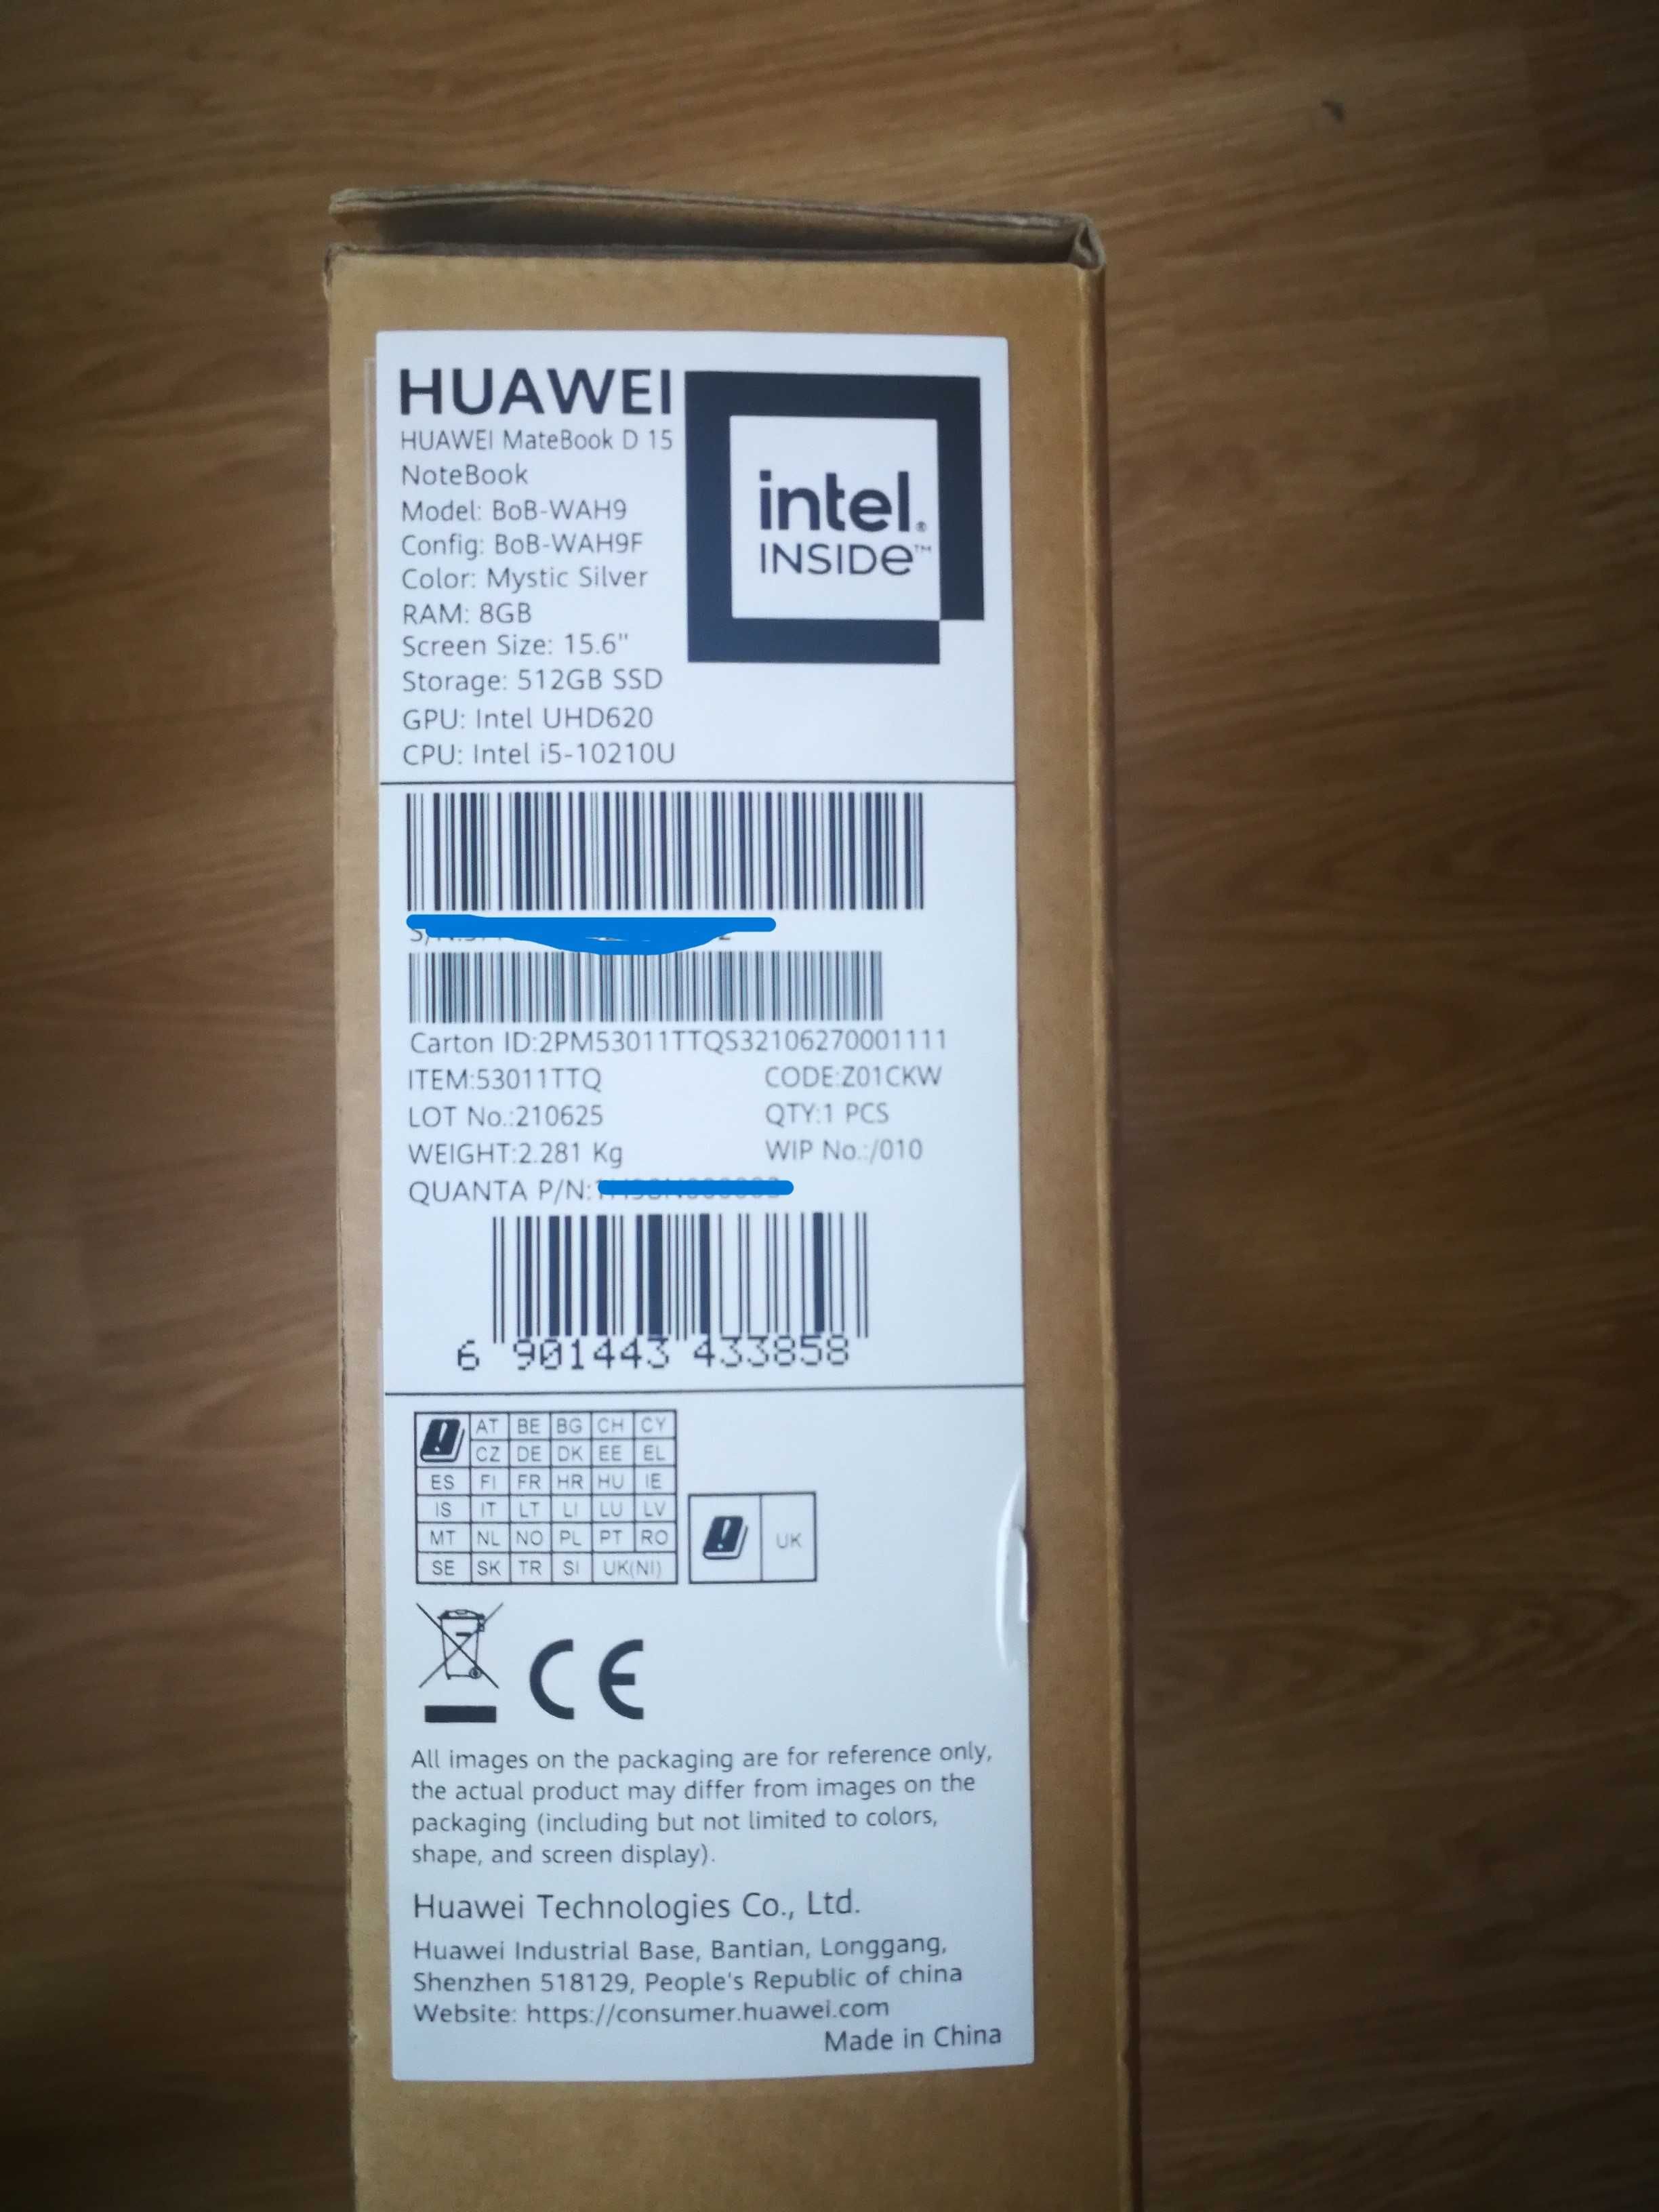 HUAWEI
HUAWEI MateBook D 15
NoteBook
Model: BoB-WAH9
Config: BoB-WAH9F
Color: Mystic Silver
RAM: 8GB
Screen Size: 15.6"
Storage: 512GB SSD
GPU: Intel UHD620
CPU: Intel i5-10210U
intel®
INSIDE™
Carton ID:2PM53011TTQS32106270001111
ITEM:53011TTQ CODE:Z01CKW
LOT No.:210625 QTY:1 PCS
WEIGHT:2.281 Kg WIP No.:/010
QUANTA P/N:
6 901443 433858
AT BE BG CH CY
CZ DE DK EE EL
ES FI FR HR HU IE
IS IT LT LI LU LV
MT NL NO PL PT RO
SE SK TR SI UK(NI)
UK
CE
All images on the packaging are for reference only,
the actual product may differ from images on the
packaging (including but not limited to colors,
shape, and screen display).
Huawei Technologies Co., Ltd.
Huawei Industrial Base, Bantian, Longgang,
Shenzhen 518129, People's Republic of china
Website: https://consumer.huawei.com
Made in China